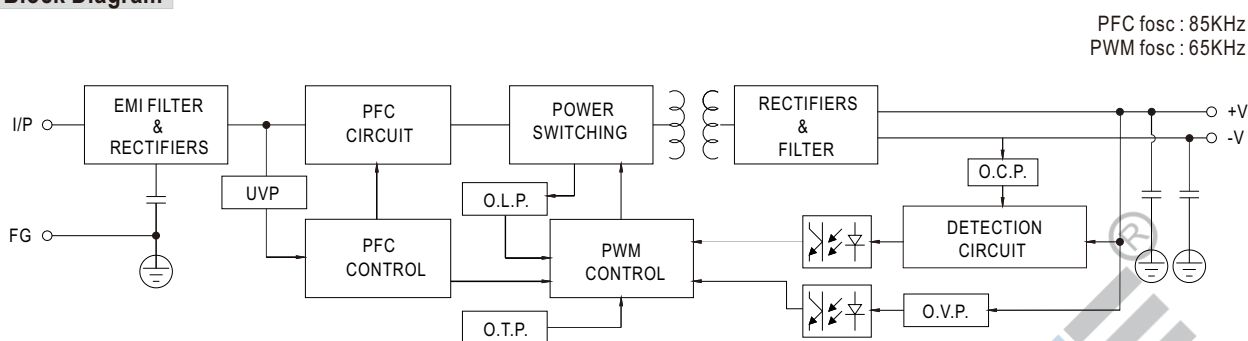 Block Diagram
PFC fosc : 85KHz
PWM fosc : 65KHz
I/P
EMI FILTER
&
RECTIFIERS
PFC
CIRCUIT
POWER
SWITCHING
RECTIFIERS
&
FILTER
+V
-V
UVP
O.L.P.
O.C.P.
FG
PFC
CONTROL
PWM
CONTROL
DETECTION
CIRCUIT
O.T.P.
O.V.P.
®